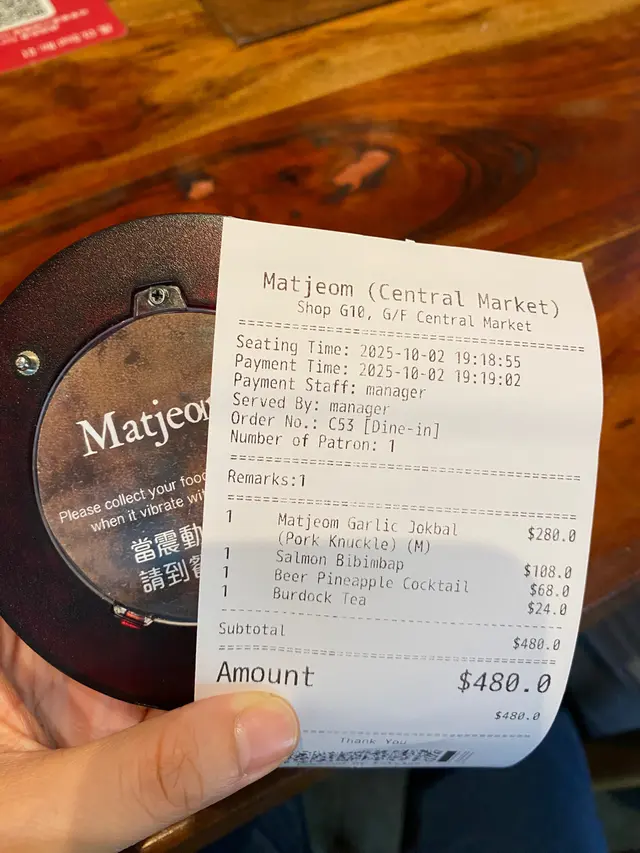 Matjeom (Central Market)
Shop G10, G/F Central Market
Seating Time: 2025-10-02 19:18:55
Payment Time: 2025-10-02 19:19:02
Payment Staff: manager
Served By: manager
Order No.: C53 [Dine-in]
Number of Patron: 1
Remarks:1
1 Matjeom Garlic Jokbal $280.0
(Pork Knuckle) (M)
1 Salmon Bibimbap $108.0
1 Beer Pineapple Cocktail $68.0
1 Burdock Tea $24.0
Subtotal $480.0
Amount $480.0
$480.0
Thank You
Matjeo
Please collect your food
when it vibrate
當震動
請到